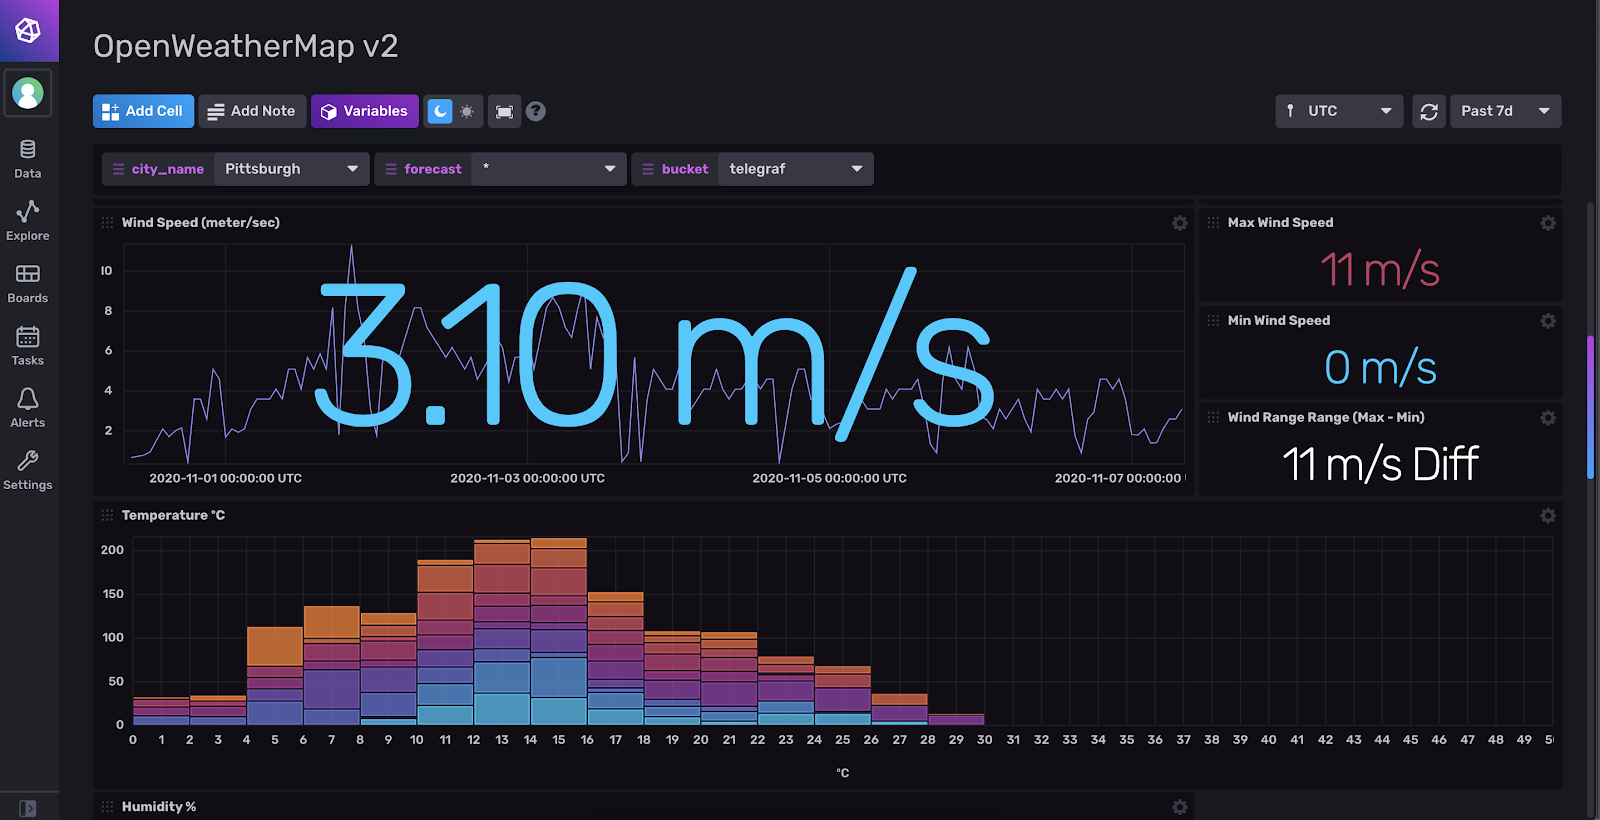 OpenWeatherMap v2
Add Cell Add Note Variables ? UTC Past 7d
city_name Pittsburgh forecast * bucket telegraf
Data
Explore
Boards
Tasks
Alerts
Settings
Wind Speed (meter/sec)
10
8
6
4
2
3.10 m/s
2020-11-01 00:00:00 UTC 2020-11-03 00:00:00 UTC 2020-11-05 00:00:00 UTC 2020-11-07 00:00:00
Max Wind Speed
11 m/s
Min Wind Speed
0 m/s
Wind Range Range (Max - Min)
11 m/s Diff
Temperature °C
200
150
100
50
0
0 1 2 3 4 5 6 7 8 9 10 11 12 13 14 15 16 17 18 19 20 21 22 23 24 25 26 27 28 29 30 31 32 33 34 35 36 37 38 39 40 41 42 43 44 45 46 47 48 49
°C
Humidity %